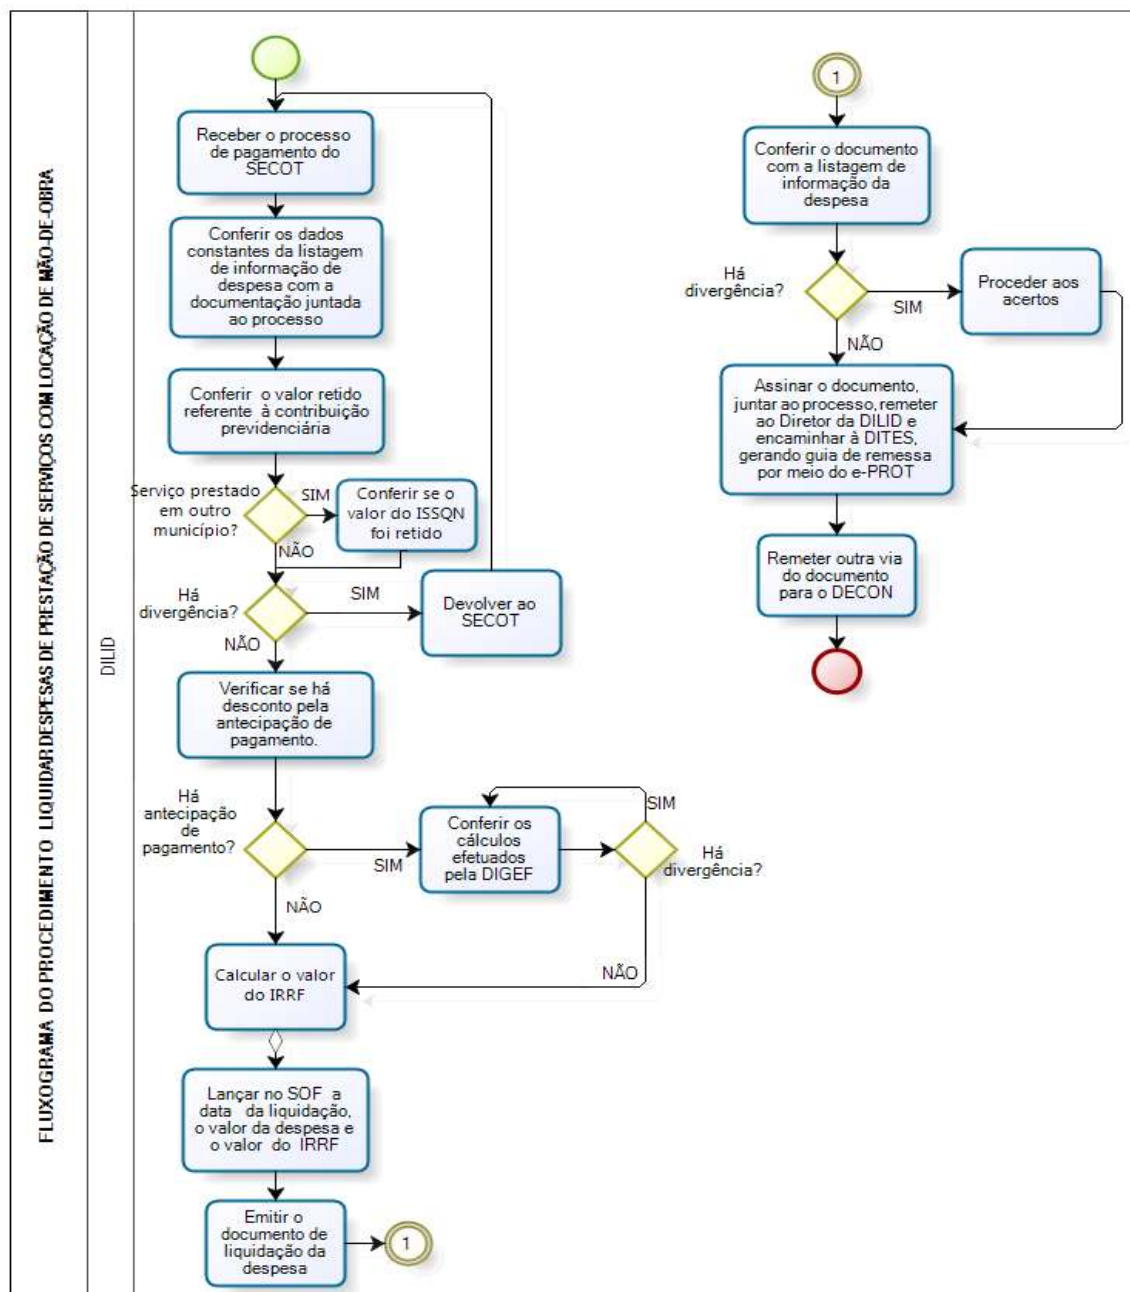 FLUXOGRAMA DO PROCEDIMENTO LIQUIDAR DESPESAS DE PRESTAÇÃO DE SERVIÇOS COM LOCAÇÃO DE MÃO-DE-OBRA
DILID
Receber o processo
de pagamento do
SECOT
Conferir os dados
constantes da listagem
de informação de
despesa com a
documentação juntada
ao processo
Conferir o valor retido
referente à contribuição
previdenciária
Serviço prestado
em outro
município?
SIM
Conferir se o
valor do ISSQN
foi retido
NÃO
Há
divergência?
SIM
Devolver ao
SECOT
NÃO
Verificar se há
desconto pela
antecipação de
pagamento.
Há
antecipação
de
pagamento?
SIM
Conferir os
cálculos
efetuados
pela DIGEF
SIM
Há
divergência?
NÃO
NÃO
Calcular o valor
do IRRF
Lançar no SOF a
data da liquidação,
o valor da despesa e
o valor do IRRF
Emitir o
documento de
liquidação da
despesa
1
1
Conferir o documento
com a listagem de
informação da
despesa
Há
divergência?
SIM
Proceder aos
acertos
NÃO
Assinar o documento,
juntar ao processo, remeter
ao Diretor da DILID e
encaminhar à DITES,
gerando guia de remessa
por meio do e-PROT
Remeter outra via
do documento
para o DECON